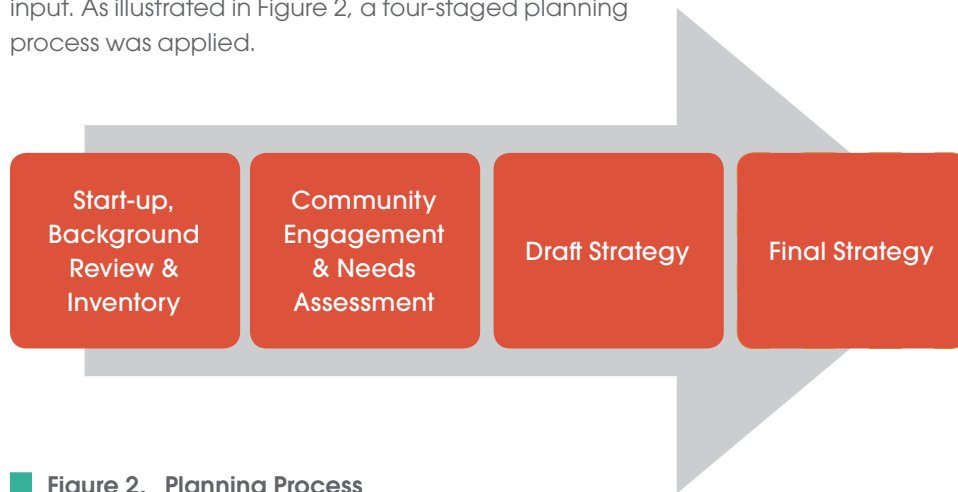 input. As illustrated in Figure 2, a four-staged planning
process was applied.
Start-up,
Background
Review &
Inventory
Community
Engagement
& Needs
Assessment
Draft Strategy
Final Strategy
Figure 2. Planning Process